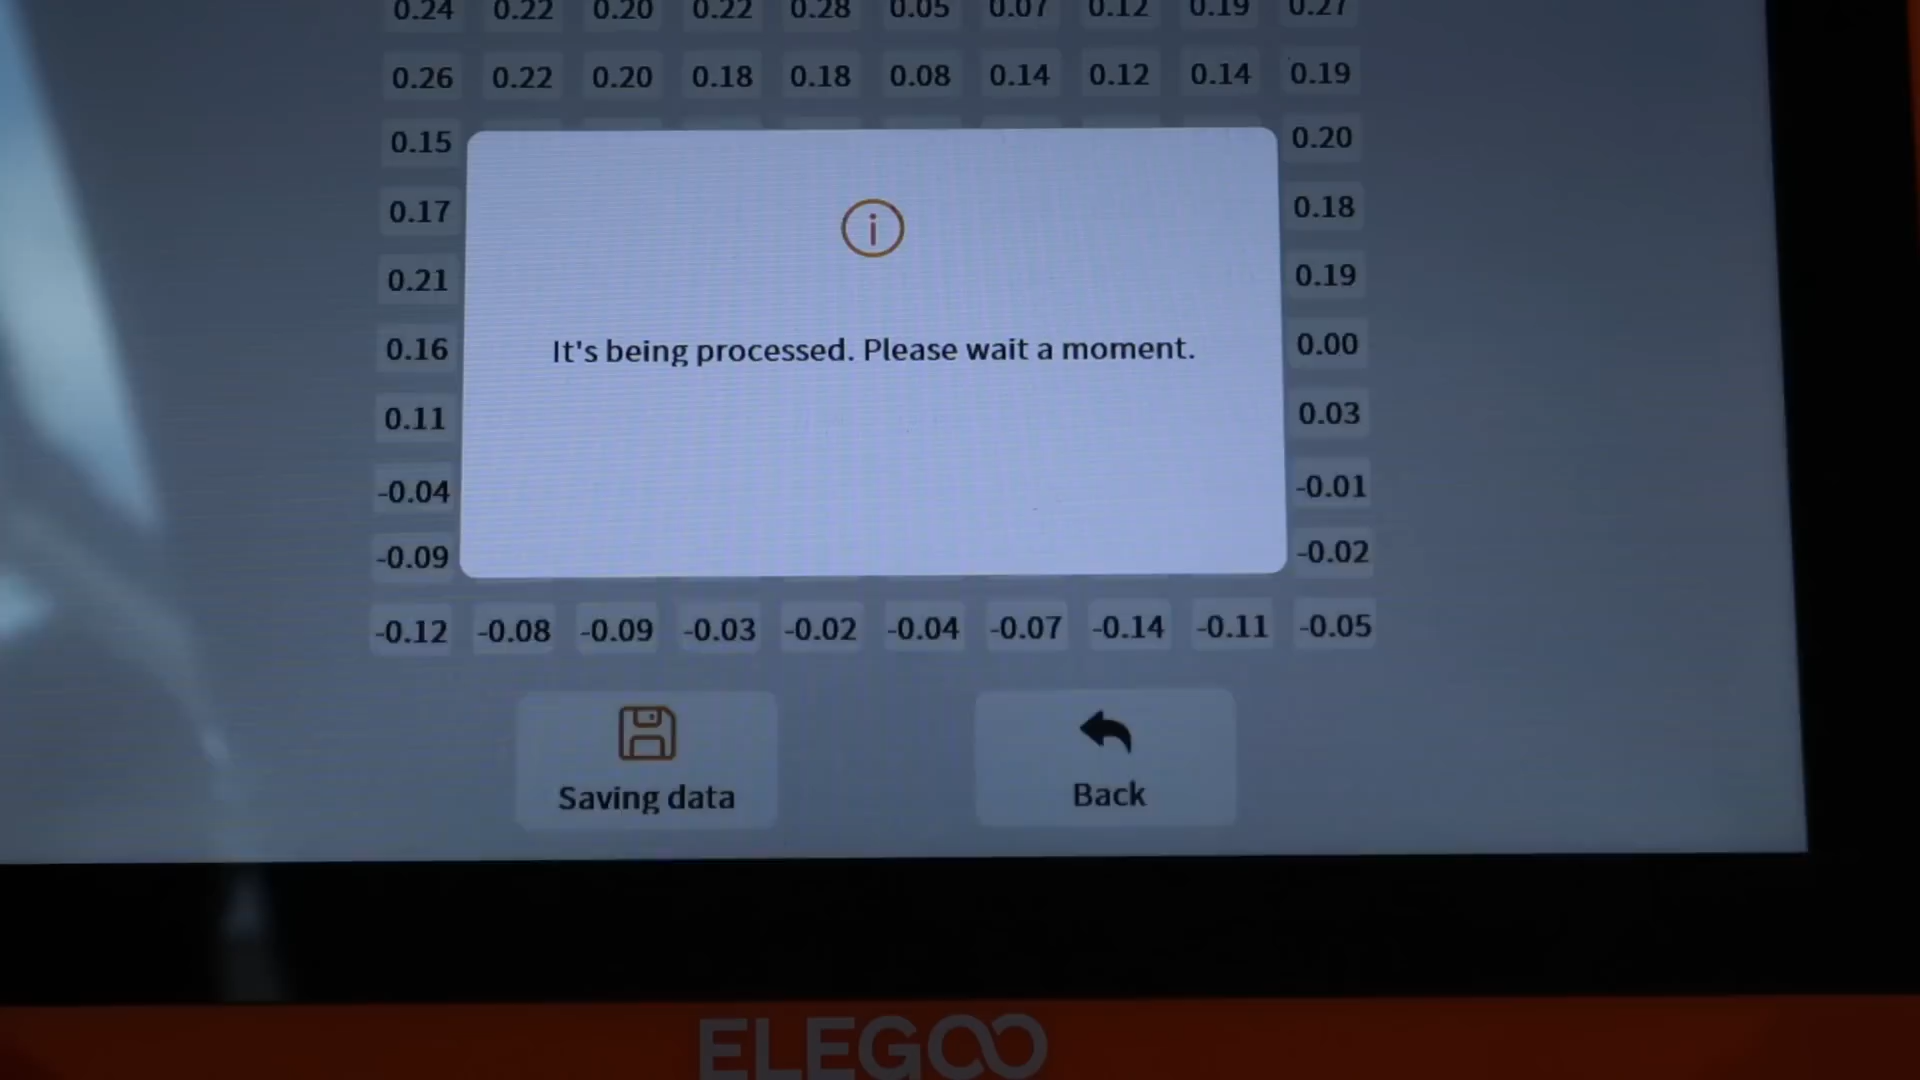 0.24 0.22 0.20 0.22 0.28 0.05 0.07 0.12 0.19 0.27
0.26 0.22 0.20 0.18 0.18 0.08 0.14 0.12 0.14 0.19
0.15 0.20
0.17 0.18
0.21 0.19
It's being processed. Please wait a moment.
0.16 0.00
0.11 0.03
-0.04 -0.01
-0.09 -0.02
-0.12 -0.08 -0.09 -0.03 -0.02 -0.04 -0.07 -0.14 -0.11 -0.05
Saving data Back
ELEGOO